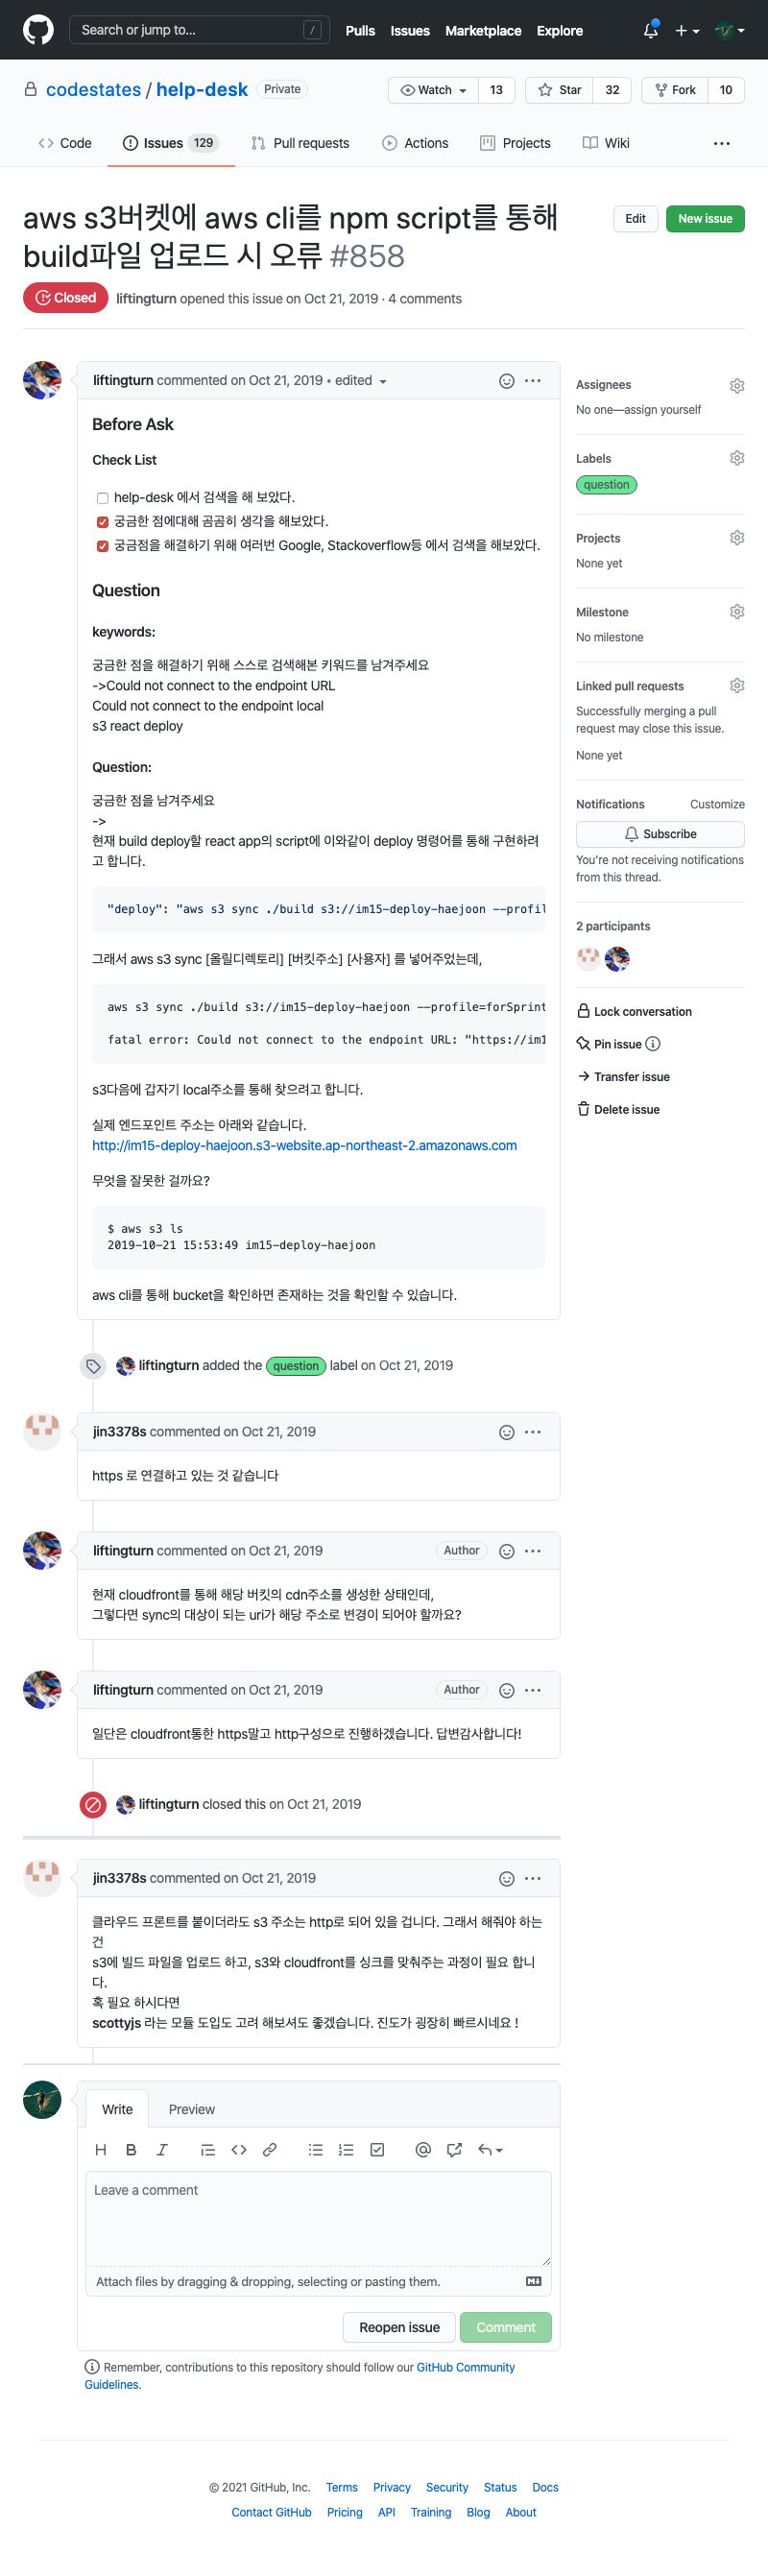 Search or jump to...
/
Pulls
Issues
Marketplace
Explore
codestates / help-desk
Private
Watch
13
Star
32
Fork
10
Code
Issues 129
Pull requests
Actions
Projects
Wiki
aws s3버켓에 aws cli를 npm script를 통해
build파일 업로드 시 오류 #858
Edit
New issue
Closed
liftingturn opened this issue on Oct 21, 2019 · 4 comments
liftingturn commented on Oct 21, 2019 • edited
Before Ask
Check List
help-desk 에서 검색을 해 보았다.
궁금한 점에대해 곰곰히 생각을 해보았다.
궁금점을 해결하기 위해 여러번 Google, Stackoverflow등 에서 검색을 해보았다.
Question
keywords:
궁금한 점을 해결하기 위해 스스로 검색해본 키워드를 남겨주세요
->Could not connect to the endpoint URL
Could not connect to the endpoint local
s3 react deploy
Question:
궁금한 점을 남겨주세요
->
현재 build deploy할 react app의 script에 이와같이 deploy 명령어를 통해 구현하려
고 합니다.
"deploy": "aws s3 sync ./build s3://im15-deploy-haejoon --profil
그래서 aws s3 sync [올릴디렉토리] [버킷주소] [사용자] 를 넣어주었는데,
aws s3 sync ./build s3://im15-deploy-haejoon --profile=forSprint
fatal error: Could not connect to the endpoint URL: "https://im1
s3다음에 갑자기 local주소를 통해 찾으려고 합니다.
실제 엔드포인트 주소는 아래와 같습니다.
http://im15-deploy-haejoon.s3-website.ap-northeast-2.amazonaws.com
무엇을 잘못한 걸까요?
$ aws s3 ls
2019-10-21 15:53:49 im15-deploy-haejoon
aws cli를 통해 bucket을 확인하면 존재하는 것을 확인할 수 있습니다.
Assignees
No one—assign yourself
Labels
question
Projects
None yet
Milestone
No milestone
Linked pull requests
Successfully merging a pull
request may close this issue.
None yet
Notifications
Customize
Subscribe
You're not receiving notifications
from this thread.
2 participants
Lock conversation
Pin issue
Transfer issue
Delete issue
liftingturn added the question label on Oct 21, 2019
jin3378s commented on Oct 21, 2019
https 로 연결하고 있는 것 같습니다
liftingturn commented on Oct 21, 2019
Author
현재 cloudfront를 통해 해당 버킷의 cdn주소를 생성한 상태인데,
그렇다면 sync의 대상이 되는 uri가 해당 주소로 변경이 되어야 할까요?
liftingturn commented on Oct 21, 2019
Author
일단은 cloudfront통한 https말고 http구성으로 진행하겠습니다. 답변감사합니다!
liftingturn closed this on Oct 21, 2019
jin3378s commented on Oct 21, 2019
클라우드 프론트를 붙이더라도 s3 주소는 http로 되어 있을 겁니다. 그래서 해줘야 하는
건
s3에 빌드 파일을 업로드 하고, s3와 cloudfront를 싱크를 맞춰주는 과정이 필요 합니
다.
혹 필요 하시다면
scottyjs 라는 모듈 도입도 고려 해보셔도 좋겠습니다. 진도가 굉장히 빠르시네요 !
Write
Preview
Leave a comment
Attach files by dragging & dropping, selecting or pasting them.
Reopen issue
Comment
Remember, contributions to this repository should follow our GitHub Community
Guidelines.
© 2021 GitHub, Inc.
Terms
Privacy
Security
Status
Docs
Contact GitHub
Pricing
API
Training
Blog
About